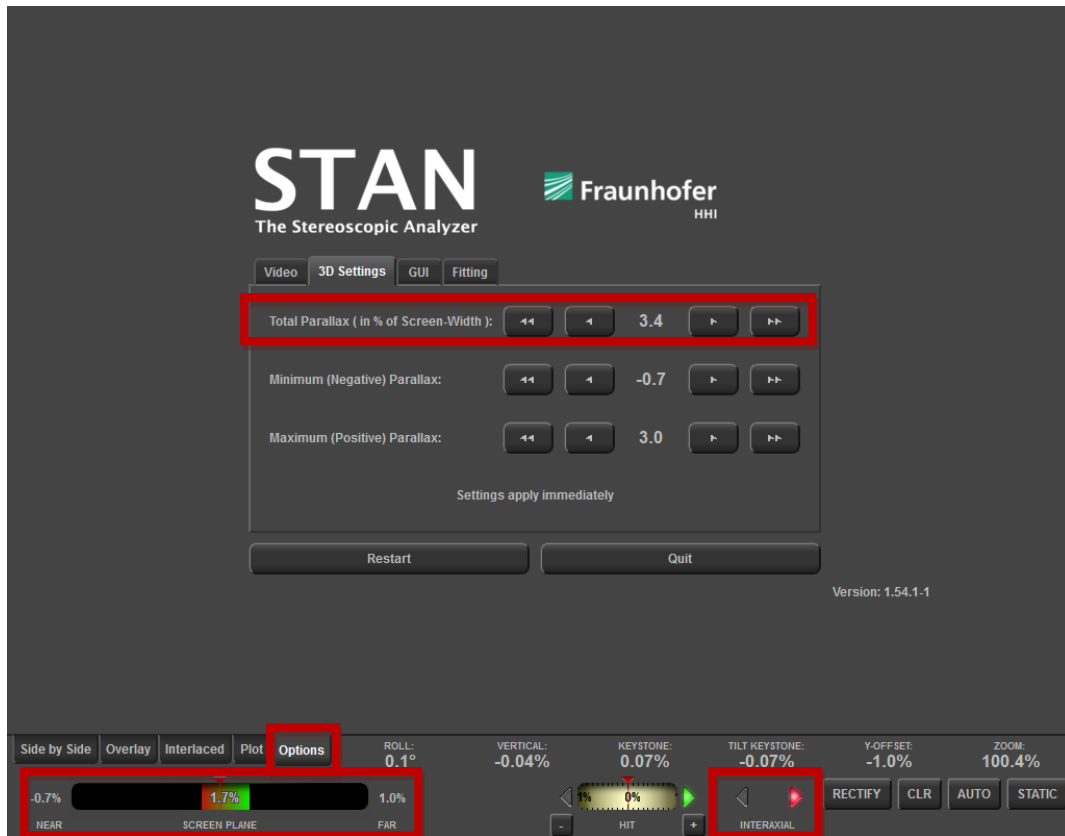 STAN
The Stereoscopic Analyzer
Fraunhofer
HHI
Video 3D Settings GUI Fitting
Total Parallax ( in % of Screen-Width ): 3.4
Minimum (Negative) Parallax: -0.7
Maximum (Positive) Parallax: 3.0
Settings apply immediately
Restart Quit
Version: 1.54.1-1
Side by Side Overlay Interlaced Plot Options
ROLL: VERTICAL: KEYSTONE: TILT KEYSTONE: Y-OFFSET: ZOOM:
0.1° -0.04% 0.07% -0.07% -1.0% 100.4%
-0.7% 1.7% 1.0% 1% 0% RECTIFY CLR AUTO STATIC
NEAR SCREEN PLANE FAR - HIT + INTERAXIAL